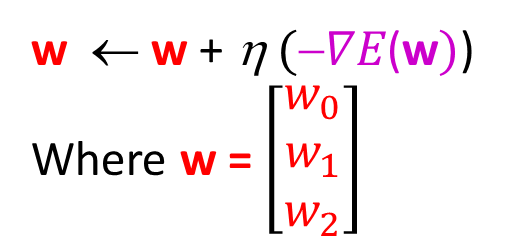 w ← w + η (−∇E(w))
Where w = [w₀
w₁
w₂]